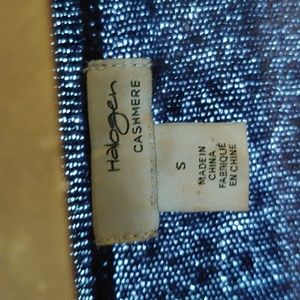 Halogen
CASHMERE
S
MADE IN
CHINA
FABRIQUÉ
EN CHINE